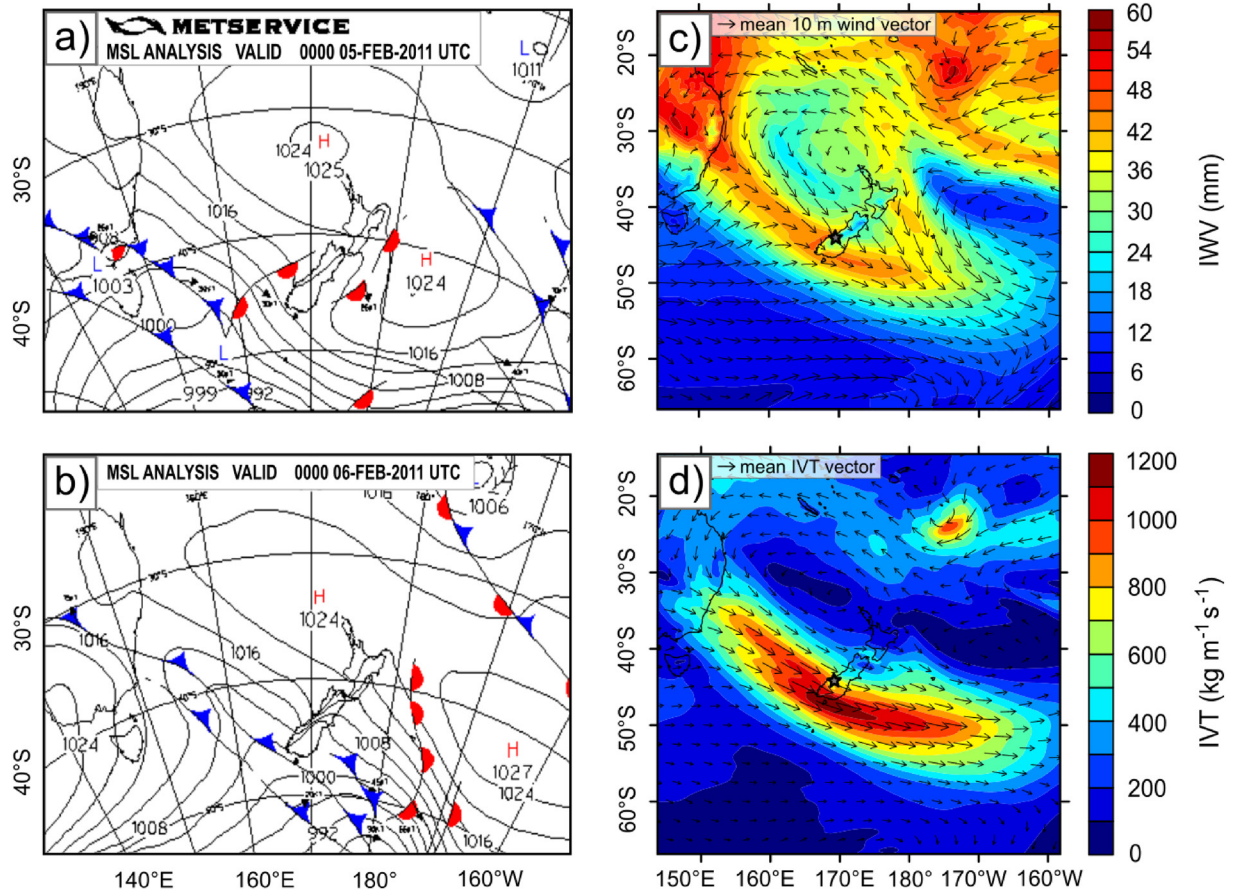 a)
METSERVICE
MSL ANALYSIS VALID 0000 05-FEB-2011 UTC
L
1011
H
1024
1025
1016
L
1003
H
1024
1000
L
1016
999
992
1008
30°S
40°S
b)
MSL ANALYSIS VALID 0000 06-FEB-2011 UTC
1016
1006
H
1024
1016
1016
1024
1008
H
1027
1024
1000
1008
992
1016
30°S
40°S
140°E 160°E 180° 160°W
c)
→ mean 10 m wind vector
20°S
30°S
40°S
50°S
60°S
60
54
48
42
36
30
24
18
12
6
0
IWV (mm)
d)
→ mean IVT vector
20°S
30°S
40°S
50°S
60°S
150°E 160°E 170°E 180° 170°W 160°W
1200
1000
800
600
400
200
0
IVT (kg m⁻¹ s⁻¹)